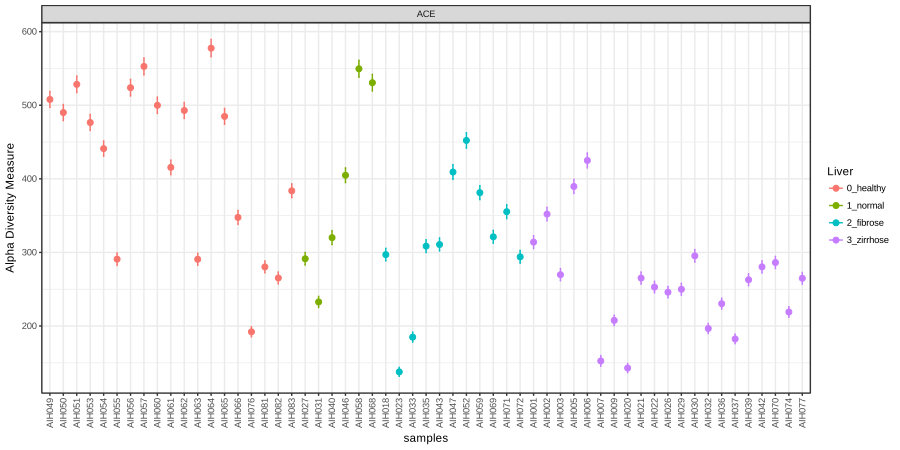 ACE
600
500
400
300
200
Alpha Diversity Measure
AIH049
AIH050
AIH051
AIH053
AIH054
AIH055
AIH056
AIH057
AIH060
AIH061
AIH062
AIH063
AIH064
AIH065
AIH066
AIH076
AIH081
AIH082
AIH083
AIH027
AIH031
AIH040
AIH046
AIH058
AIH068
AIH018
AIH023
AIH033
AIH035
AIH043
AIH047
AIH052
AIH059
AIH069
AIH071
AIH072
AIH001
AIH002
AIH003
AIH005
AIH006
AIH007
AIH009
AIH020
AIH021
AIH022
AIH026
AIH029
AIH030
AIH032
AIH036
AIH037
AIH039
AIH042
AIH070
AIH074
AIH077
samples
Liver
0_healthy
1_normal
2_fibrose
3_zirrhose